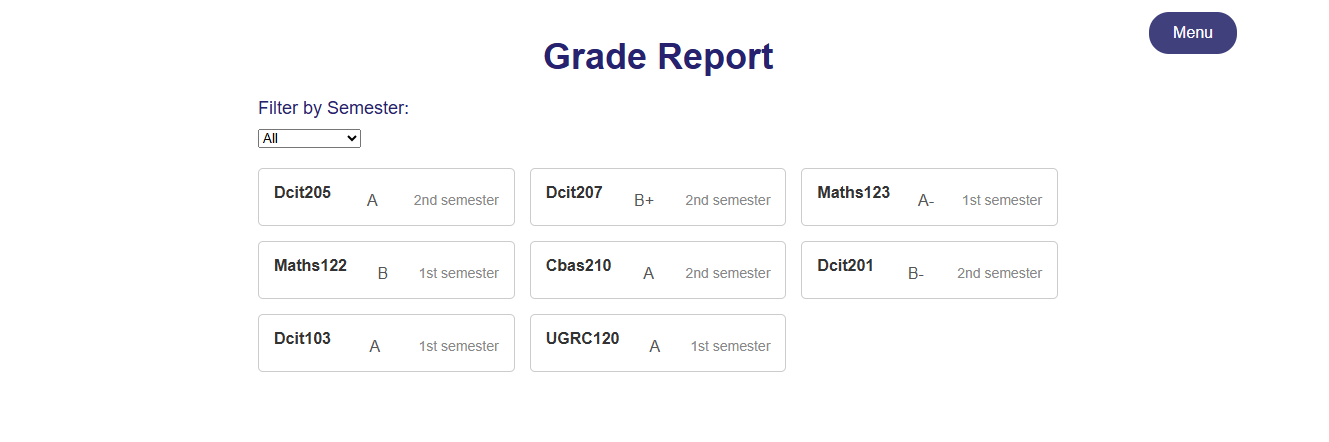 Menu
Grade Report
Filter by Semester:
All
Dcit205 A 2nd semester
Dcit207 B+ 2nd semester
Maths123 A- 1st semester
Maths122 B 1st semester
Cbas210 A 2nd semester
Dcit201 B- 2nd semester
Dcit103 A 1st semester
UGRC120 A 1st semester